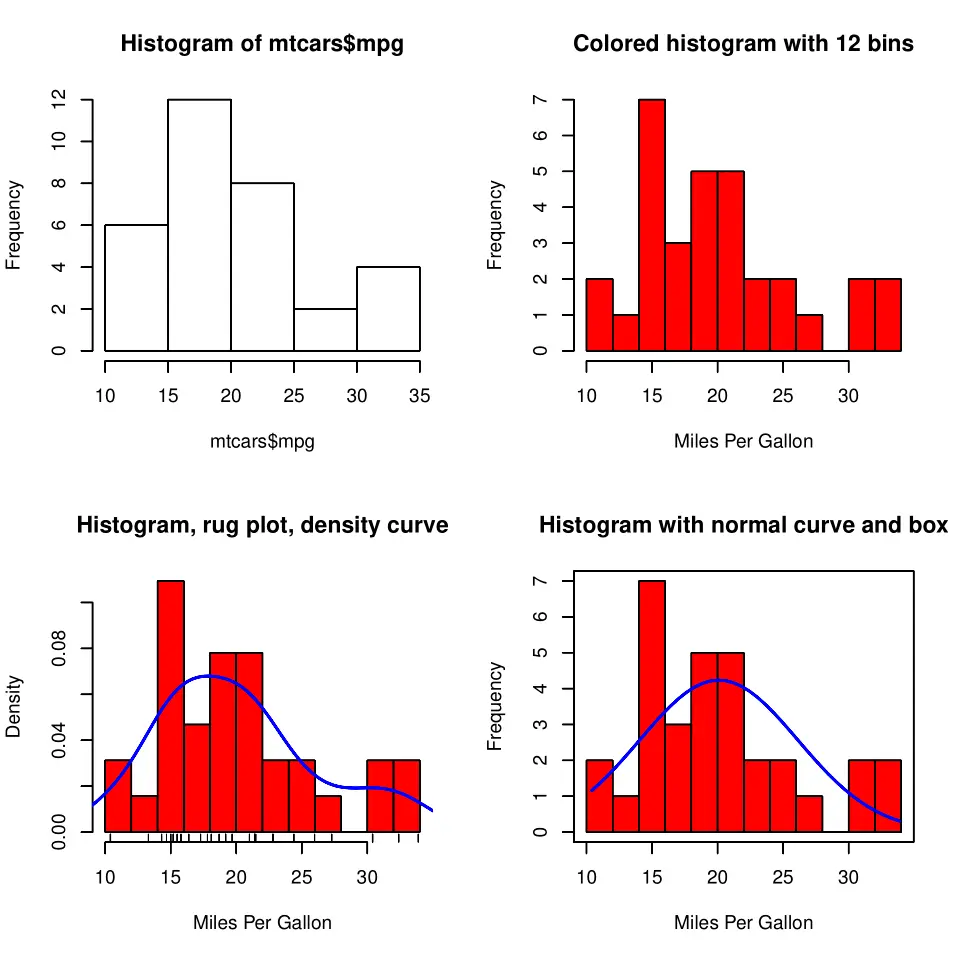 Histogram of mtcars$mpg
Frequency
0 2 4 6 8 10 12
10 15 20 25 30 35
mtcars$mpg
Colored histogram with 12 bins
Frequency
0 1 2 3 4 5 6 7
10 15 20 30
Miles Per Gallon
Histogram, rug plot, density curve
Density
0.00 0.04 0.08
10 15 20 30
Miles Per Gallon
Histogram with normal curve and box
Frequency
0 1 2 3 4 5 6 7
10 15 20 30
Miles Per Gallon